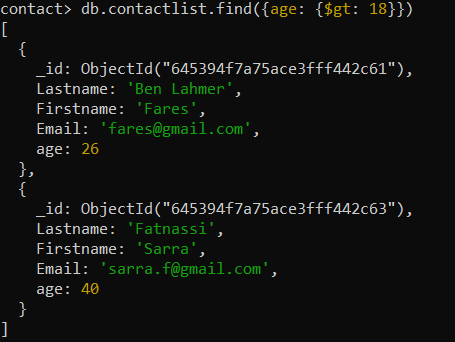 contact> db.contactlist.find({age: {$gt: 18}})
[
  {
    _id: ObjectId("645394f7a75ace3fff442c61"),
    Lastname: 'Ben Lahmer',
    Firstname: 'Fares',
    Email: 'fares@gmail.com',
    age: 26
  },
  {
    _id: ObjectId("645394f7a75ace3fff442c63"),
    Lastname: 'Fatnassi',
    Firstname: 'Sarra',
    Email: 'sarra.f@gmail.com',
    age: 40
  }
]